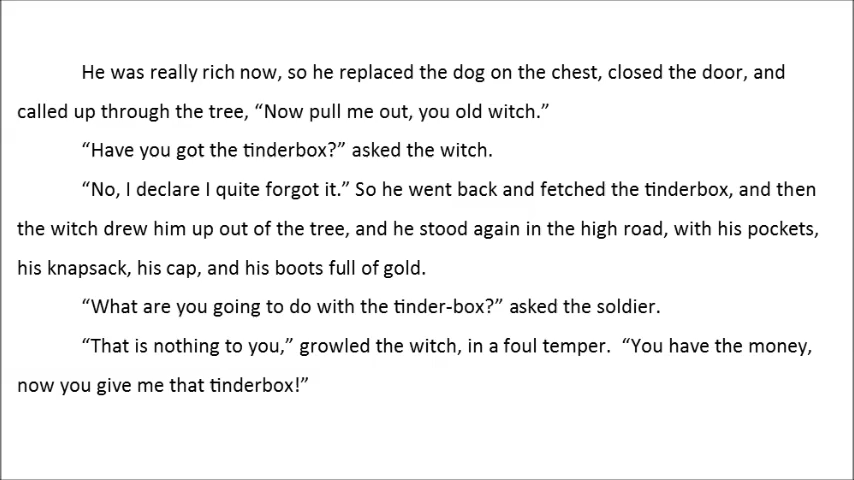 He was really rich now, so he replaced the dog on the chest, closed the door, and
called up through the tree, “Now pull me out, you old witch.”
“Have you got the tinderbox?” asked the witch.
“No, I declare I quite forgot it.” So he went back and fetched the tinderbox, and then
the witch drew him up out of the tree, and he stood again in the high road, with his pockets,
his knapsack, his cap, and his boots full of gold.
“What are you going to do with the tinder-box?” asked the soldier.
“That is nothing to you,” growled the witch, in a foul temper.  “You have the money,
now you give me that tinderbox!”